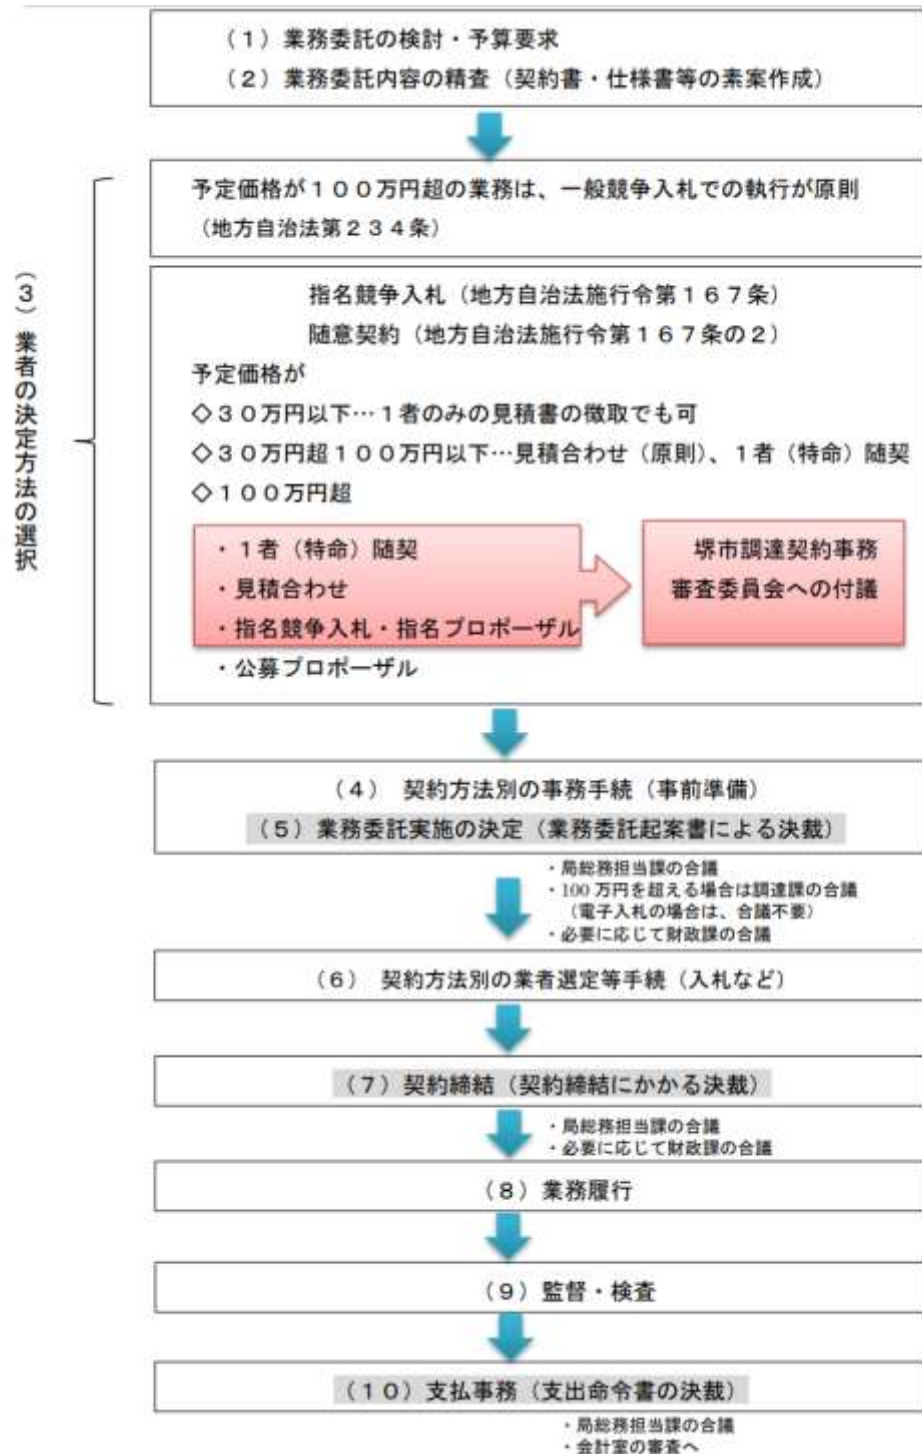 （１）業務委託の検討・予算要求
（２）業務委託内容の精査（契約書・仕様書等の素案作成）
（３）業者の決定方法の選択
予定価格が１００万円超の業務は、一般競争入札での執行が原則
（地方自治法第２３４条）
指名競争入札（地方自治法施行令第１６７条）
随意契約（地方自治法施行令第１６７条の２）
予定価格が
◇３０万円以下…１者のみの見積書の徴取でも可
◇３０万円超１００万円以下…見積合わせ（原則）、１者（特命）随契
◇１００万円超
・１者（特命）随契
・見積合わせ
・指名競争入札・指名プロポーザル
・公募プロポーザル
堺市調達契約事務
審査委員会への付議
（４） 契約方法別の事務手続（事前準備）
（５）業務委託実施の決定（業務委託起案書による決裁）
・局総務担当課の合議
・100 万円を超える場合は調達課の合議
（電子入札の場合は、合議不要）
・必要に応じて財政課の合議
（６） 契約方法別の業者選定等手続（入札など）
（７）契約締結（契約締結にかかる決裁）
・局総務担当課の合議
・必要に応じて財政課の合議
（８）業務履行
（９）監督・検査
（１０）支払事務（支出命令書の決裁）
・局総務担当課の合議
・会計室の審査へ